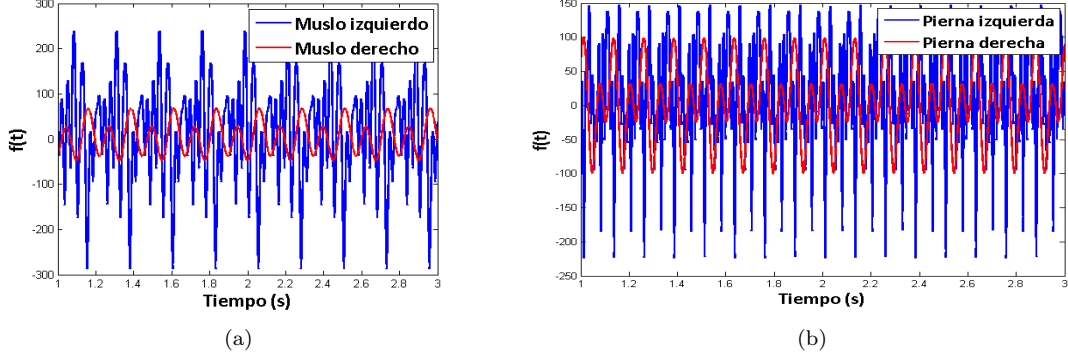 300
200
100
0
-100
-200
-300
f(t)
Muslo izquierdo
Muslo derecho
1 1.2 1.4 1.6 1.8 2 2.2 2.4 2.6 2.8 3
Tiempo (s)
(a)
150
100
50
0
-50
-100
-150
-200
-250
f(t)
Pierna izquierda
Pierna derecha
1 1.2 1.4 1.6 1.8 2 2.2 2.4 2.6 2.8 3
Tiempo (s)
(b)